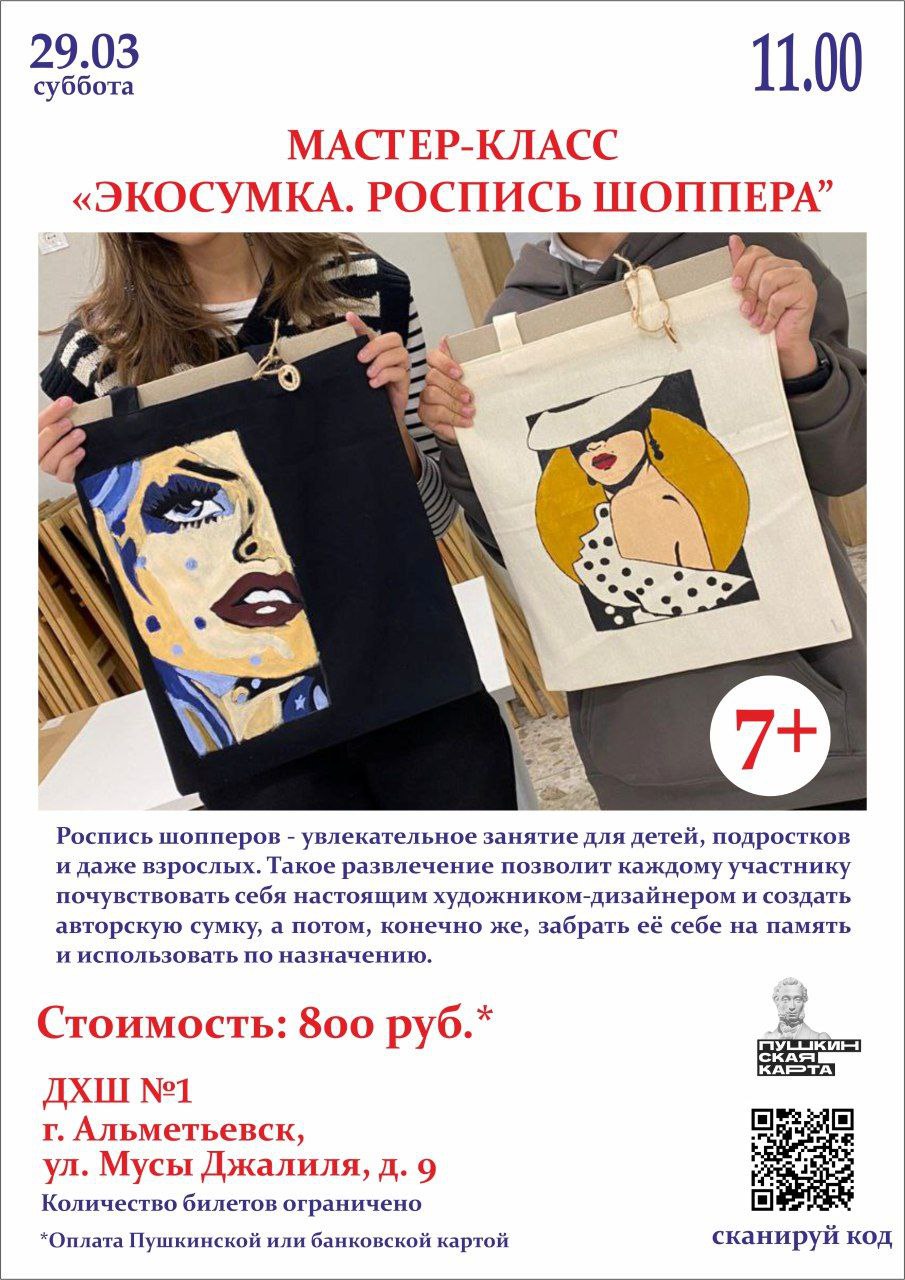 29.03
суббота
11.00
МАСТЕР-КЛАСС
«ЭКОСУМКА. РОСПИСЬ ШОППЕРА”
7+
Роспись шопперов - увлекательное занятие для детей, подростков
и даже взрослых. Такое развлечение позволит каждому участнику
почувствовать себя настоящим художником-дизайнером и создать
авторскую сумку, а потом, конечно же, забрать её себе на память
и использовать по назначению.
Стоимость: 800 руб.*
ПУШКИН
СКАЯ
КАРТА
ДХШ №1
г. Альметьевск,
ул. Мусы Джалиля, д. 9
Количество билетов ограничено
*Оплата Пушкинской или банковской картой
сканируй код